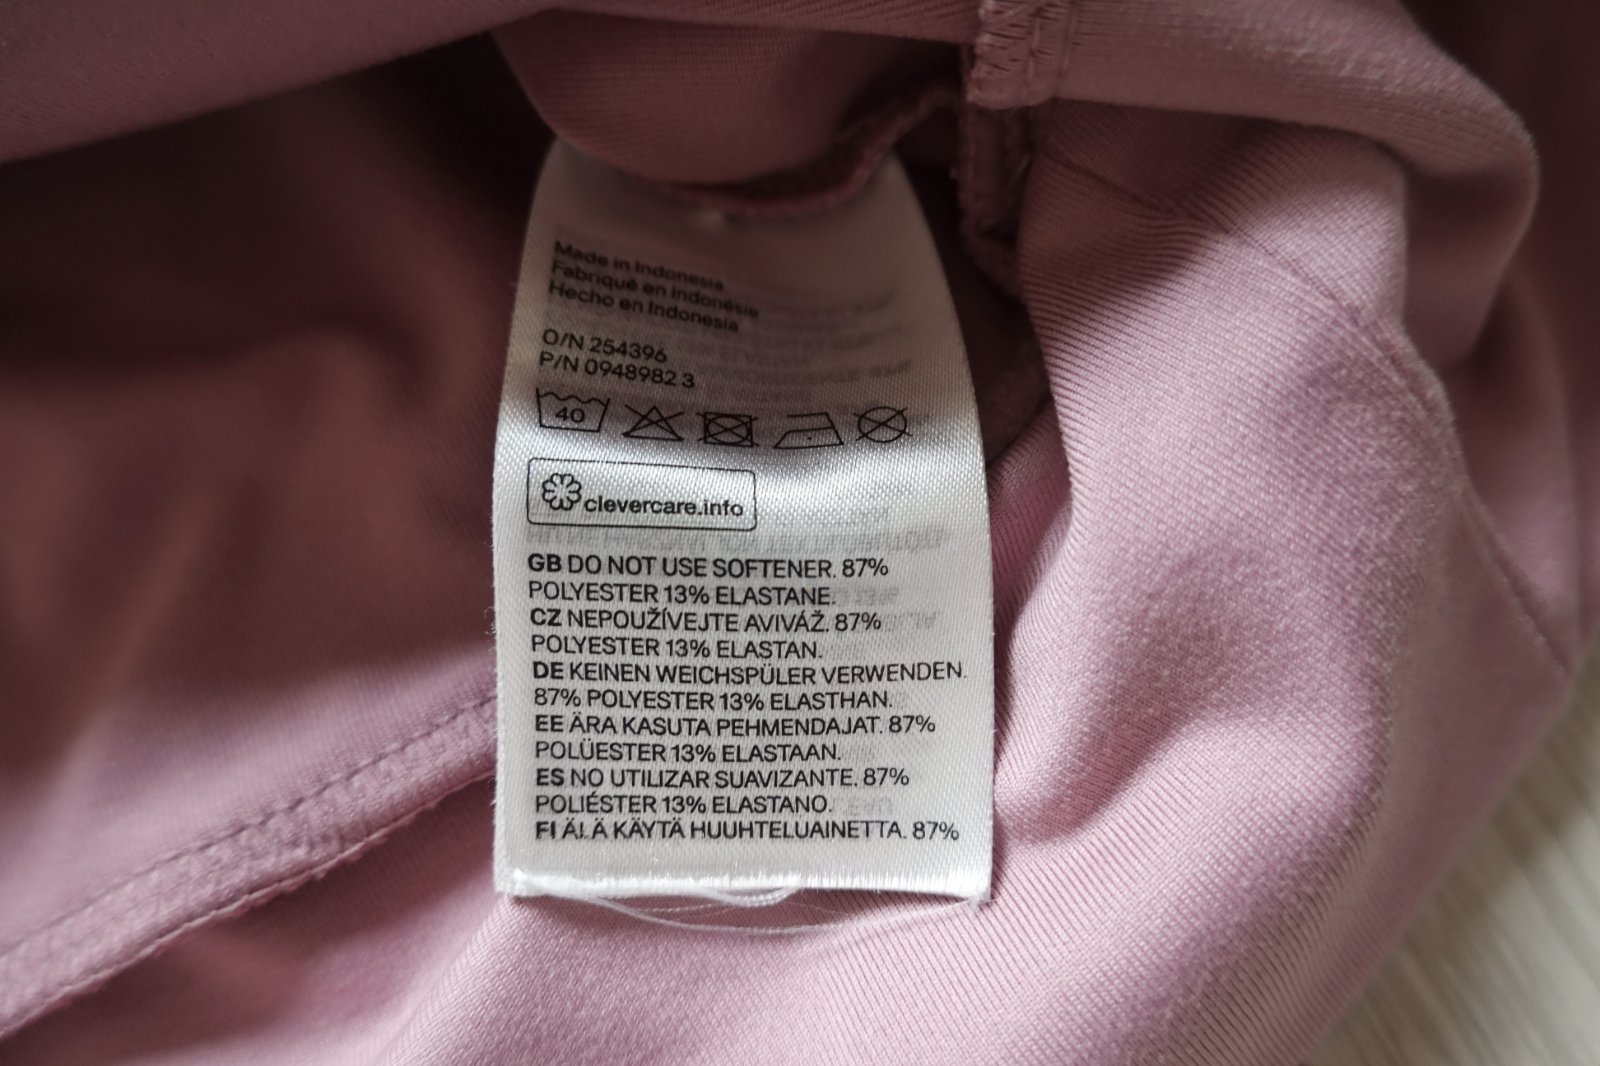 Made in Indonesia
Fabriqué en Indonésie
Hecho en Indonesia
O/N 254396
P/N 0948982 3
40
clevercare.info
GB DO NOT USE SOFTENER. 87%
POLYESTER 13% ELASTANE.
CZ NEPOUŽÍVEJTE AVIVÁŽ. 87%
POLYESTER 13% ELASTAN.
DE KEINEN WEICHSPÜLER VERWENDEN.
87% POLYESTER 13% ELASTHAN.
EE ÄRA KASUTA PEHMENDAJAT. 87%
POLÜESTER 13% ELASTAAN.
ES NO UTILIZAR SUAVIZANTE. 87%
POLIÉSTER 13% ELASTANO.
FI ÄLÄ KÄYTÄ HUUHTELUAINETTA. 87%